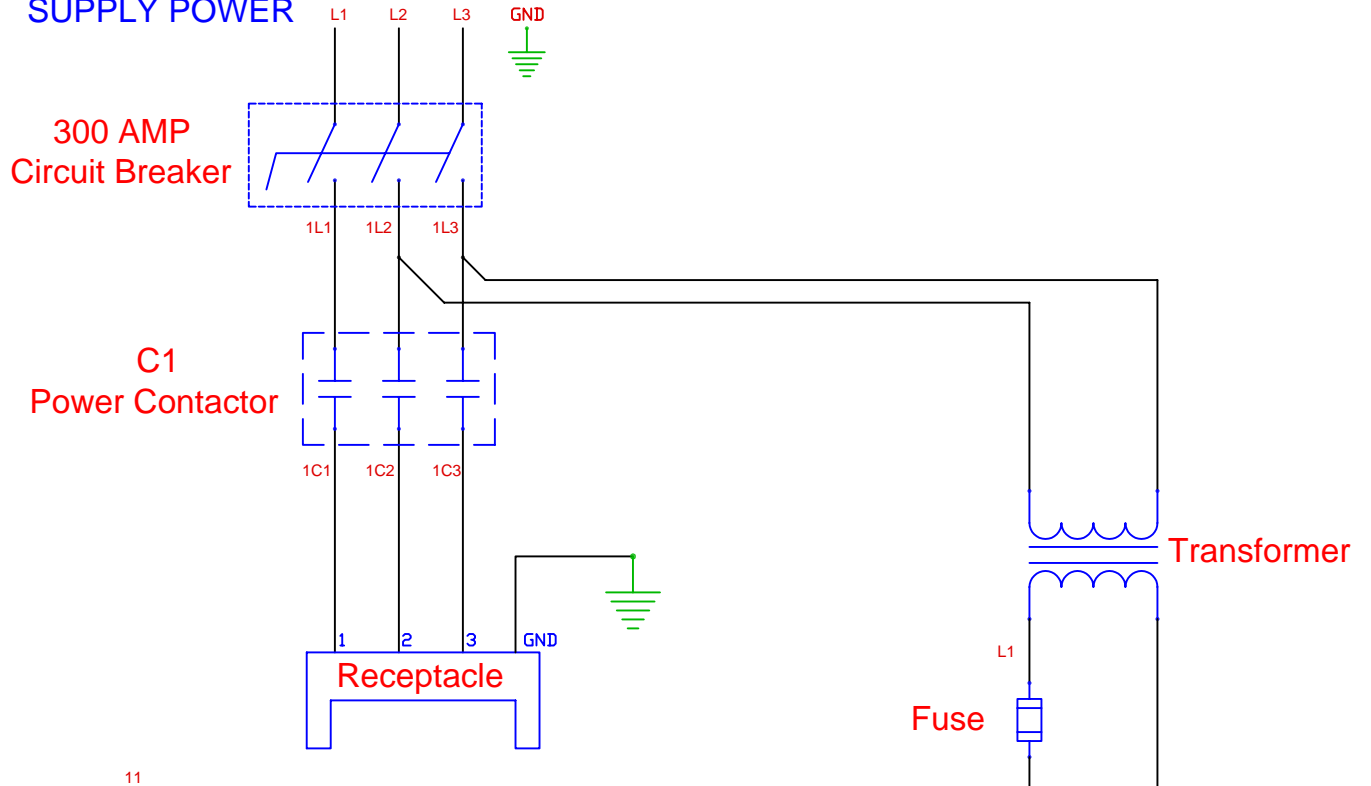 SUPPLY POWER
L1 L2 L3 GND
300 AMP
Circuit Breaker
1L1 1L2 1L3
C1
Power Contactor
1C1 1C2 1C3
Transformer
1 2 3 GND
Receptacle
L1
Fuse
11